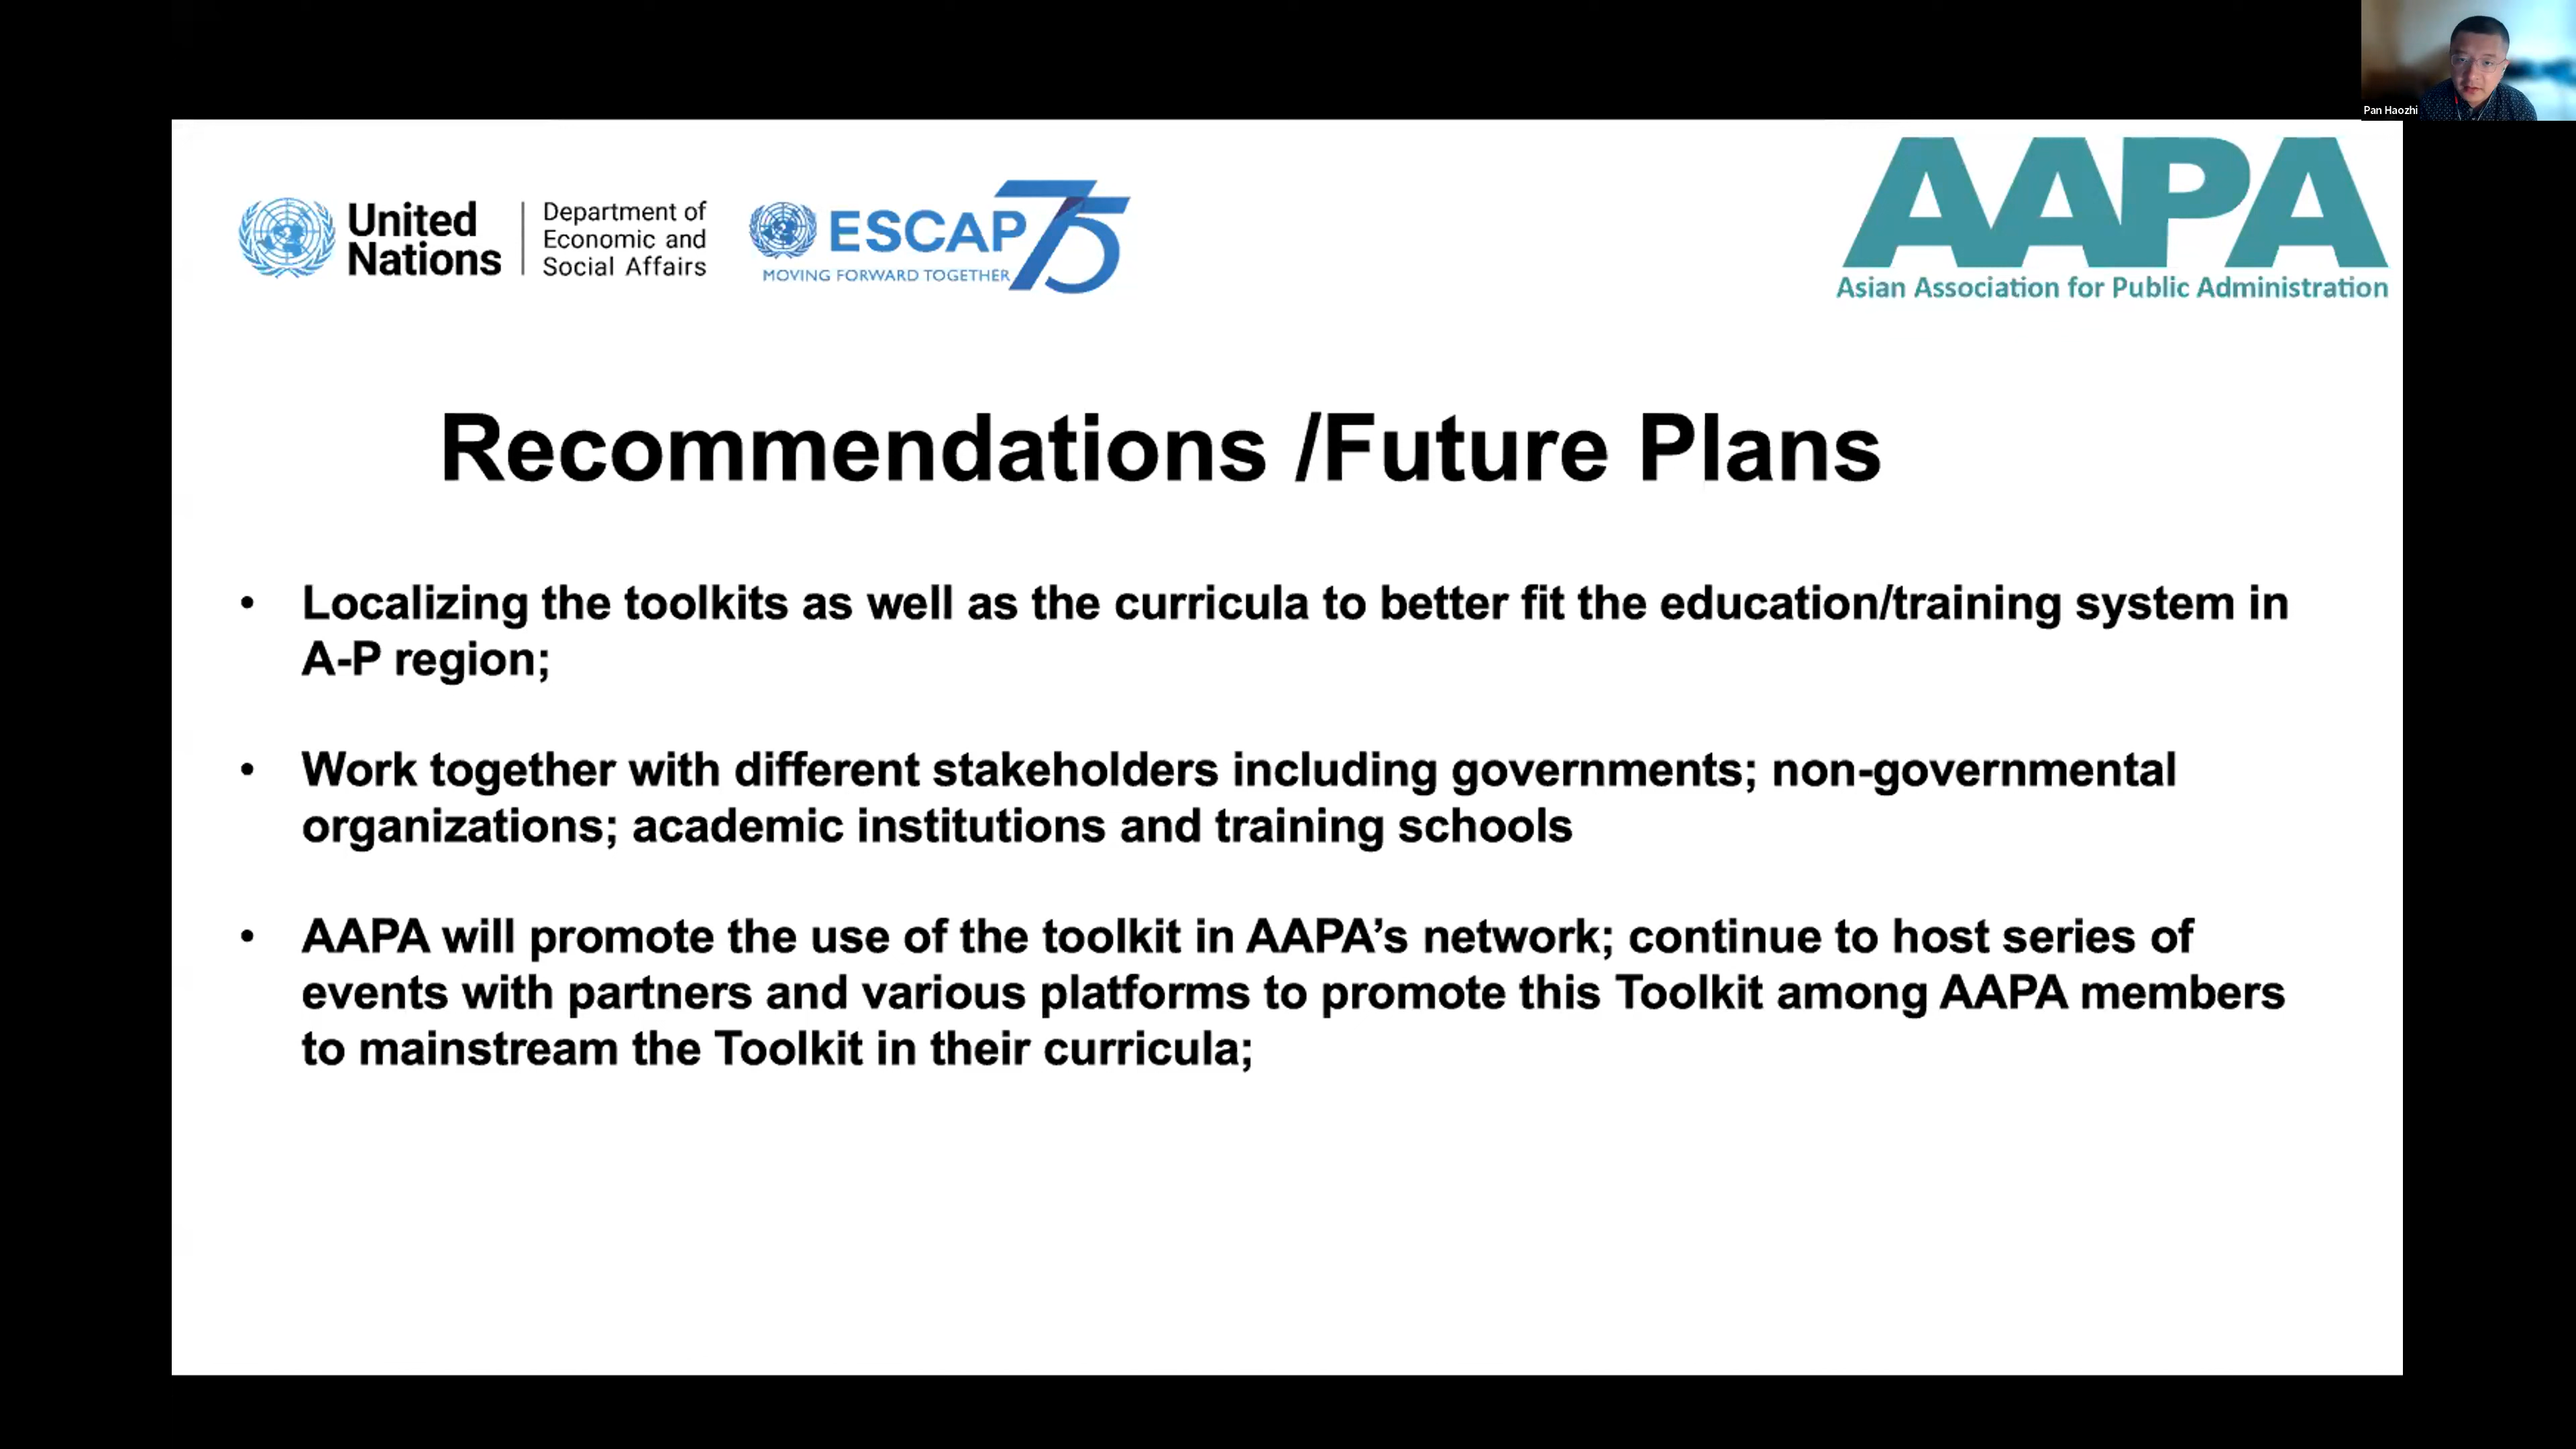 Pan Haozhi
United
Nations
Department of
Economic and
Social Affairs
ESCAP 75
MOVING FORWARD TOGETHER
AAPA
Asian Association for Public Administration
Recommendations /Future Plans
• Localizing the toolkits as well as the curricula to better fit the education/training system in
A-P region;
• Work together with different stakeholders including governments; non-governmental
organizations; academic institutions and training schools
• AAPA will promote the use of the toolkit in AAPA’s network; continue to host series of
events with partners and various platforms to promote this Toolkit among AAPA members
to mainstream the Toolkit in their curricula;